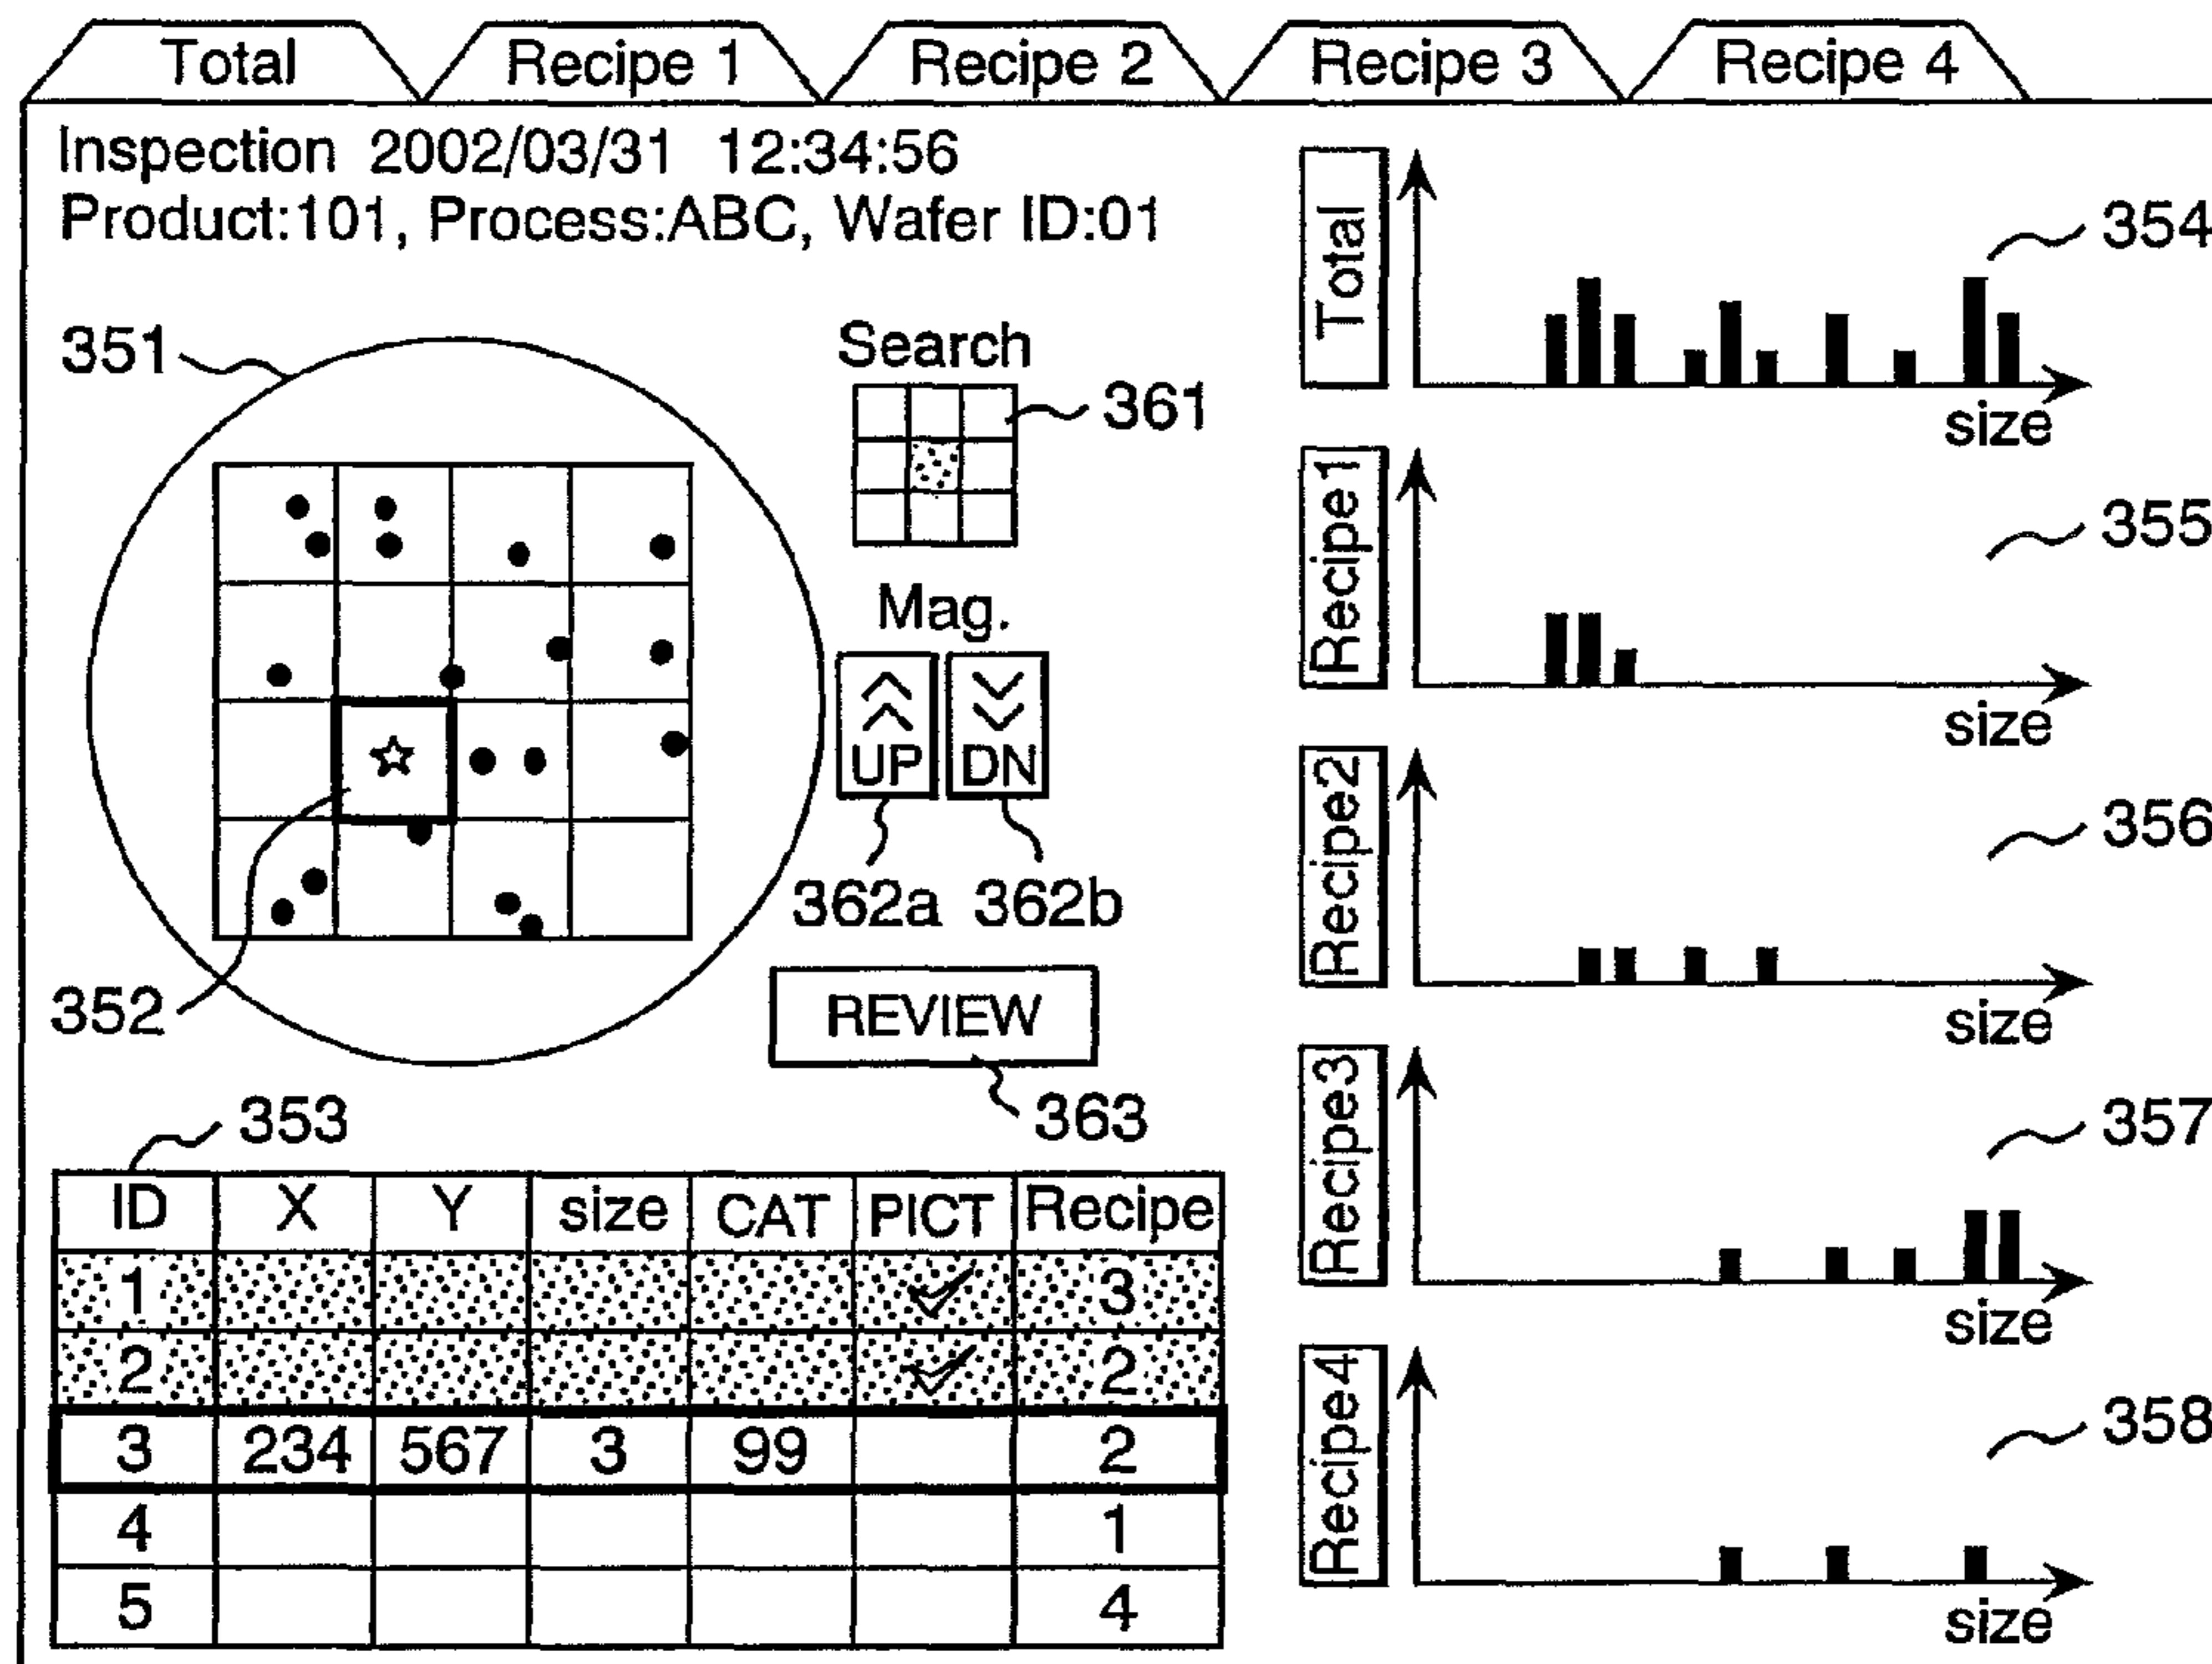 Total Recipe 1 Recipe 2 Recipe 3 Recipe 4
Inspection 2002/03/31 12:34:56
Product:101, Process:ABC, Wafer ID:01
351
Search
361
Mag.
UP DN
362a 362b
352
REVIEW
363
353
ID X Y size CAT PICT Recipe
1 3
2 2
3 234 567 3 99 2
4 1
5 4
Total
354
size
Recipe1
355
size
Recipe2
356
size
Recipe3
357
size
Recipe4
358
size